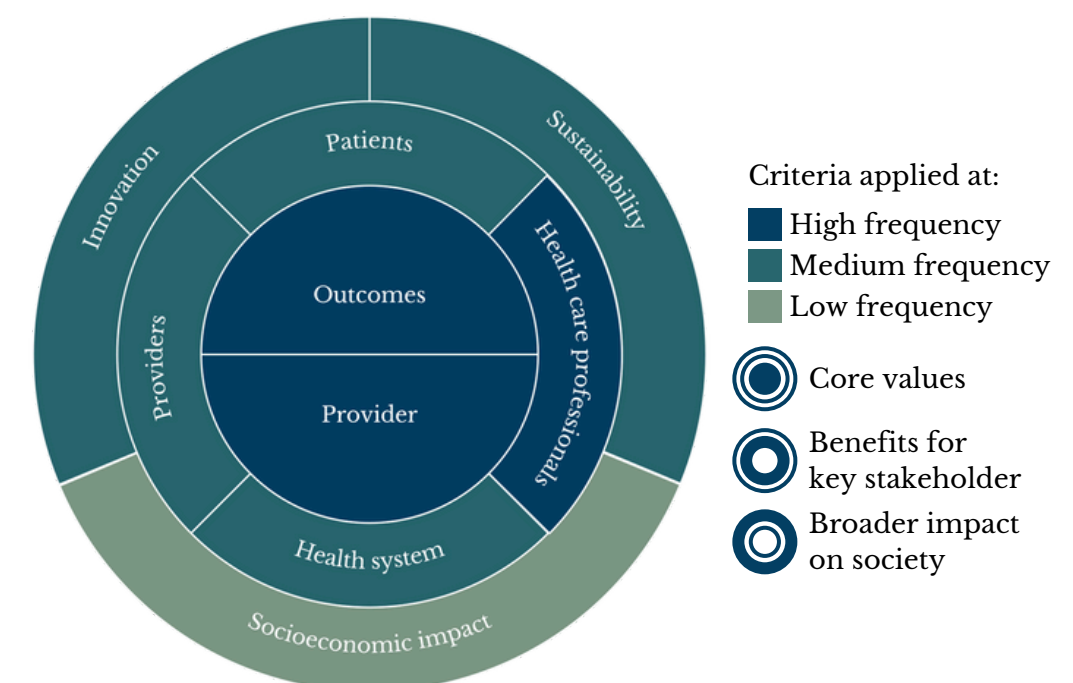 Innovation
Sustainability
Patients
Providers
Health care professionals
Outcomes
Provider
Health system
Socioeconomic impact
Criteria applied at:
High frequency
Medium frequency
Low frequency
Core values
Benefits for
key stakeholder
Broader impact
on society